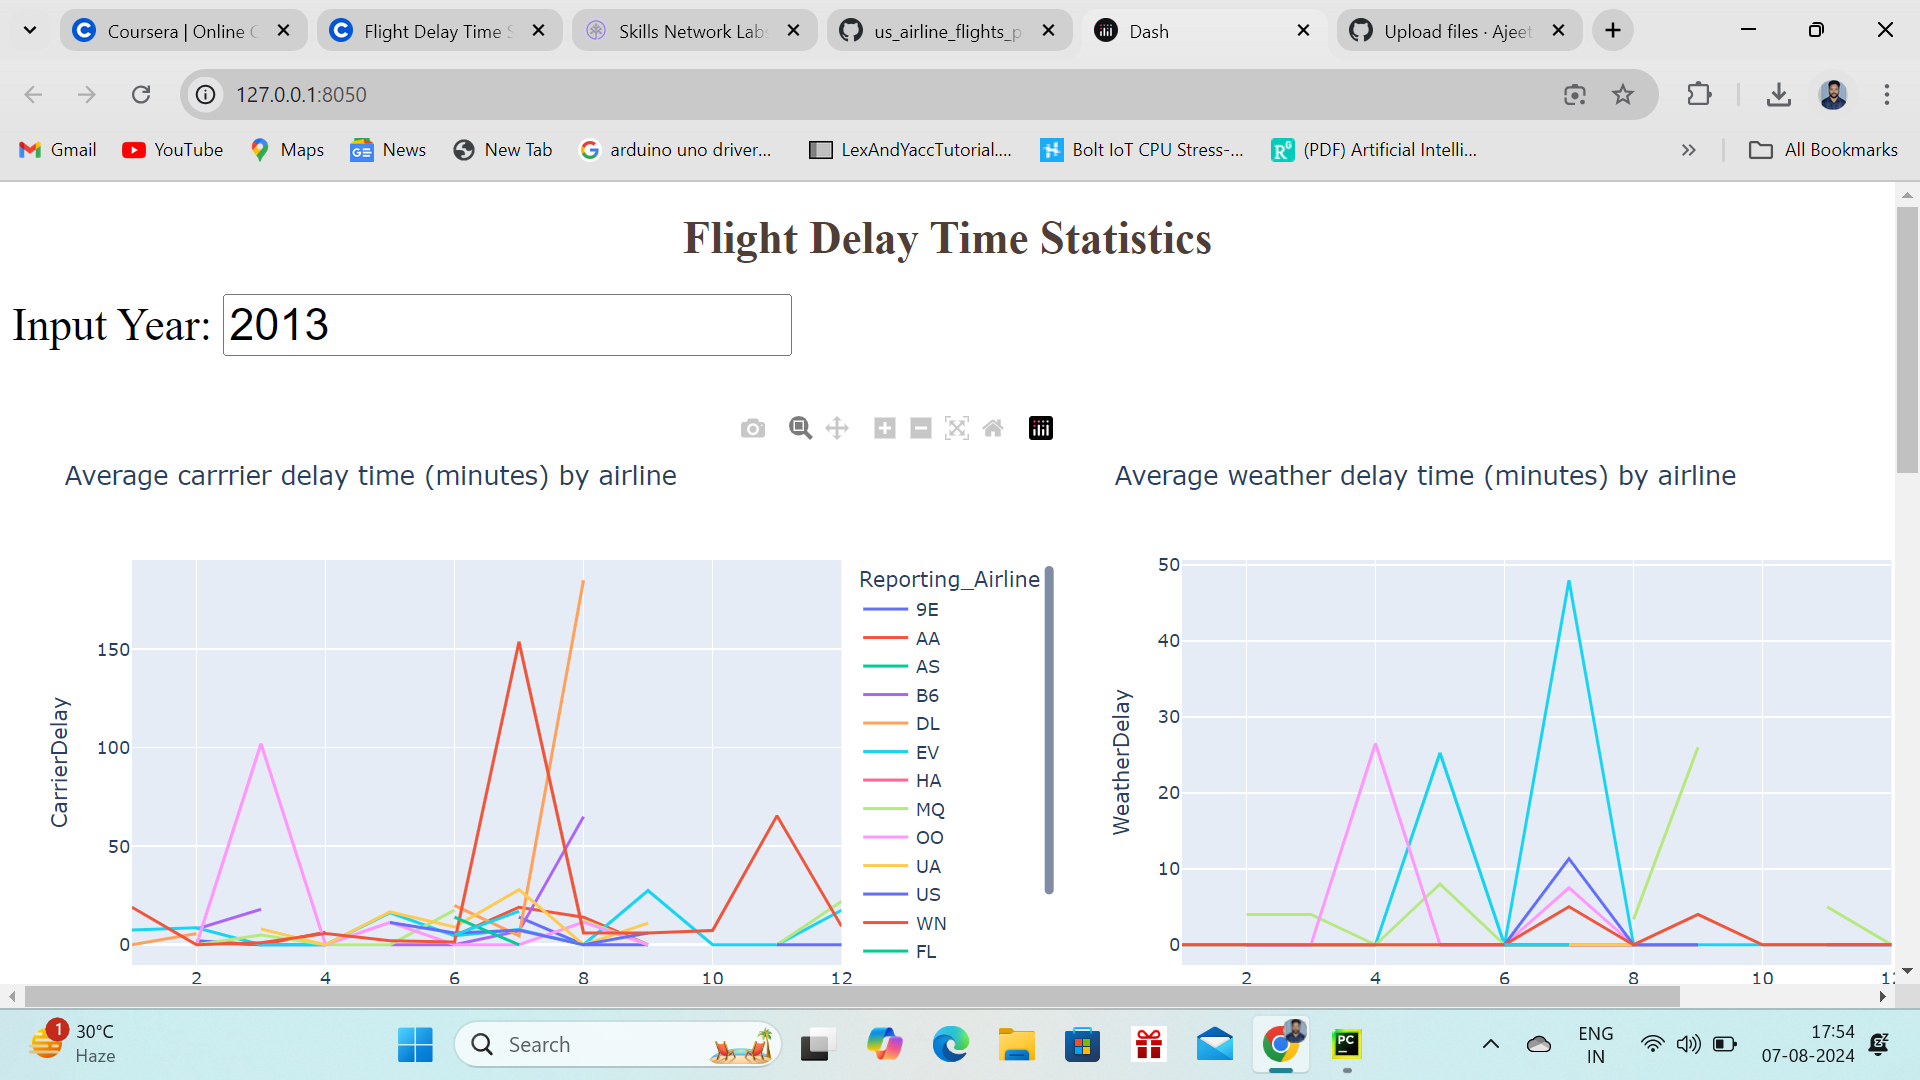 Coursera | Online C
Flight Delay Time S
Skills Network Labs
us_airline_flights_p
Dash
Upload files · Ajeet
127.0.0.1:8050
Gmail
YouTube
Maps
News
New Tab
arduino uno driver...
LexAndYaccTutorial....
Bolt IoT CPU Stress-...
(PDF) Artificial Intelli...
All Bookmarks
Flight Delay Time Statistics
Input Year: 2013
Average carrrier delay time (minutes) by airline
CarrierDelay
150
100
50
0
2 4 6 8 10 12
Reporting_Airline
9E
AA
AS
B6
DL
EV
HA
MQ
OO
UA
US
WN
FL
Average weather delay time (minutes) by airline
WeatherDelay
50
40
30
20
10
0
2 4 6 8 10
1
30°C
Haze
Search
PC
ENG
IN
17:54
07-08-2024